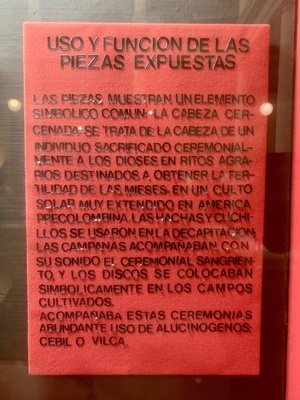 USO Y FUNCION DE LAS
PIEZAS EXPUESTAS
LAS PIEZAS MUESTRAN UN ELEMENTO
SIMBOLICO COMUN: LA CABEZA CER-
CENADA. SE TRATA DE LA CABEZA DE UN
INDIVIDUO SACRIFICADO CEREMONIAL-
MENTE A LOS DIOSES EN RITOS AGRA-
RIOS DESTINADOS A OBTENER LA FER-
TILIDAD DE LAS MIESES, EN UN CULTO
SOLAR MUY EXTENDIDO EN AMERICA
PRECOLOMBINA. LAS HACHAS Y CUCHI-
LLOS SE USARON EN LA DECAPITACION,
LAS CAMPANAS ACOMPAÑABAN CON
SU SONIDO EL CEREMONIAL SANGRIEN-
TO, Y LOS DISCOS SE COLOCABAN
SIMBOLICAMENTE EN LOS CAMPOS
CULTIVADOS.
ACOMPAÑABA ESTAS CEREMONIAS
ABUNDANTE USO DE ALUCINOGENOS:
CEBIL O VILCA.